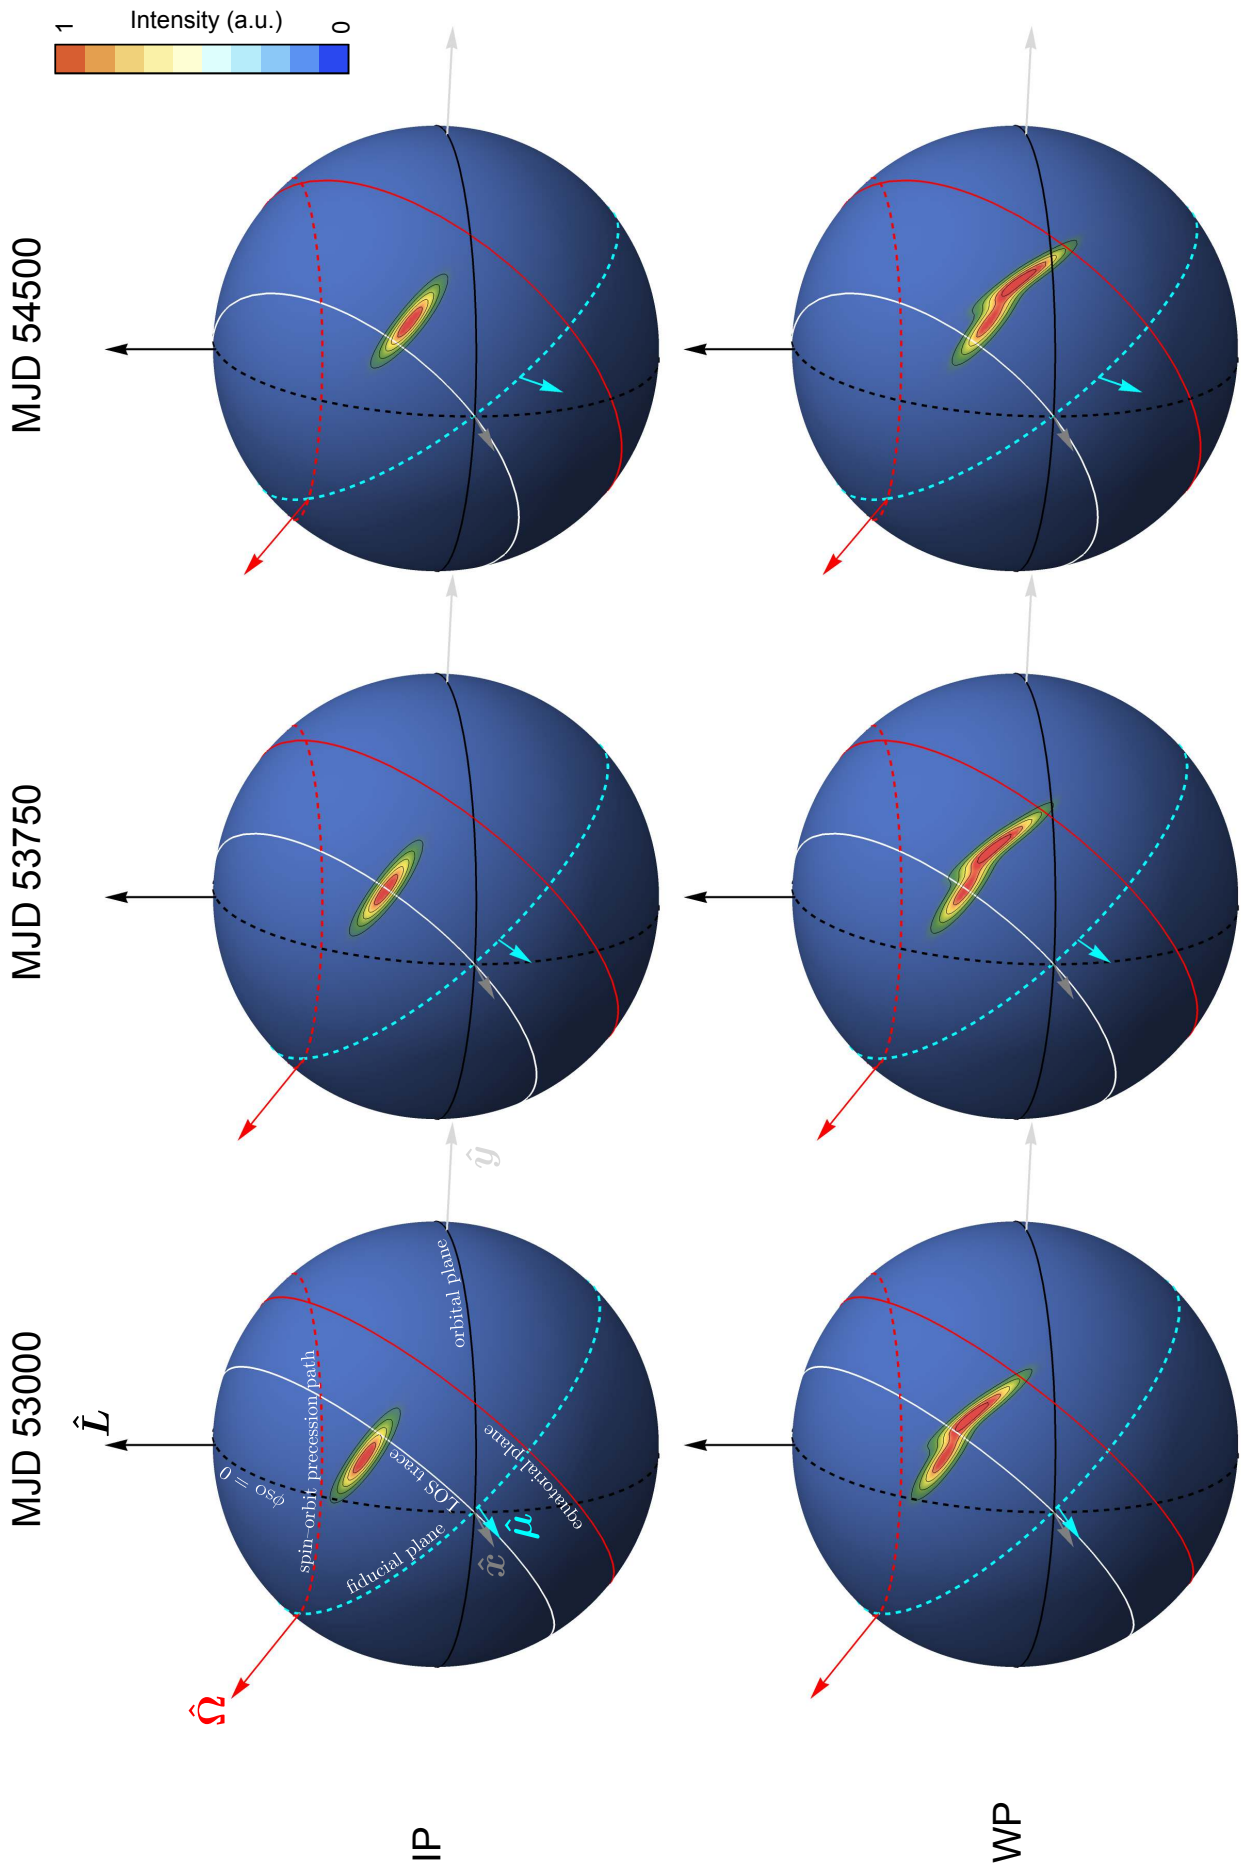 MJD 53000
MJD 53750
MJD 54500
1
Intensity (a.u.)
0
L̂
Ω̂
ϕSO = 0
spin–orbit precession path
fiducial plane
LOS trace
orbital plane
equatorial plane
x̂
μ̂
ŷ
IP
WP